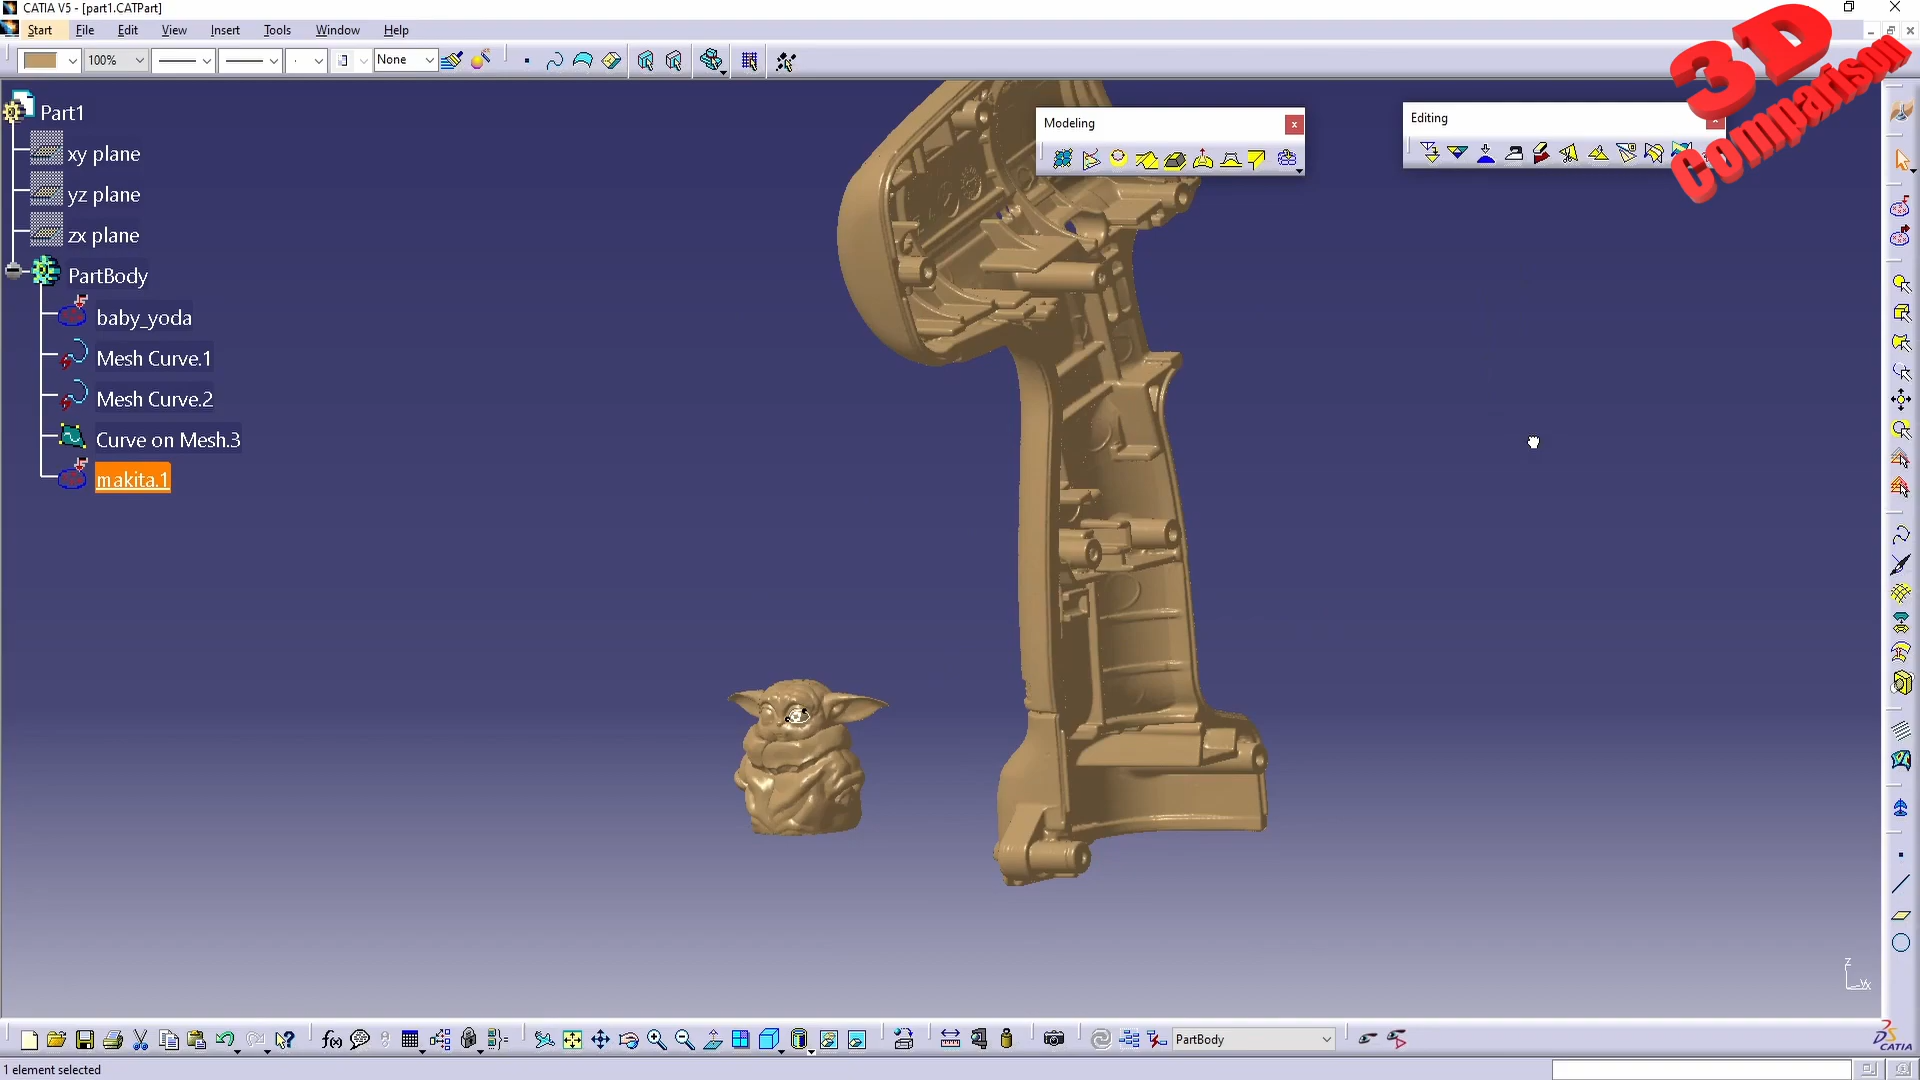 CATIA V5 - [part1.CATPart]
Start File Edit View Insert Tools Window Help
100% None
3D
Comparison
Modeling
Editing
Part1
xy plane
yz plane
zx plane
PartBody
baby_yoda
Mesh Curve.1
Mesh Curve.2
Curve on Mesh.3
makita.1
z
PartBody
CATIA
1 element selected